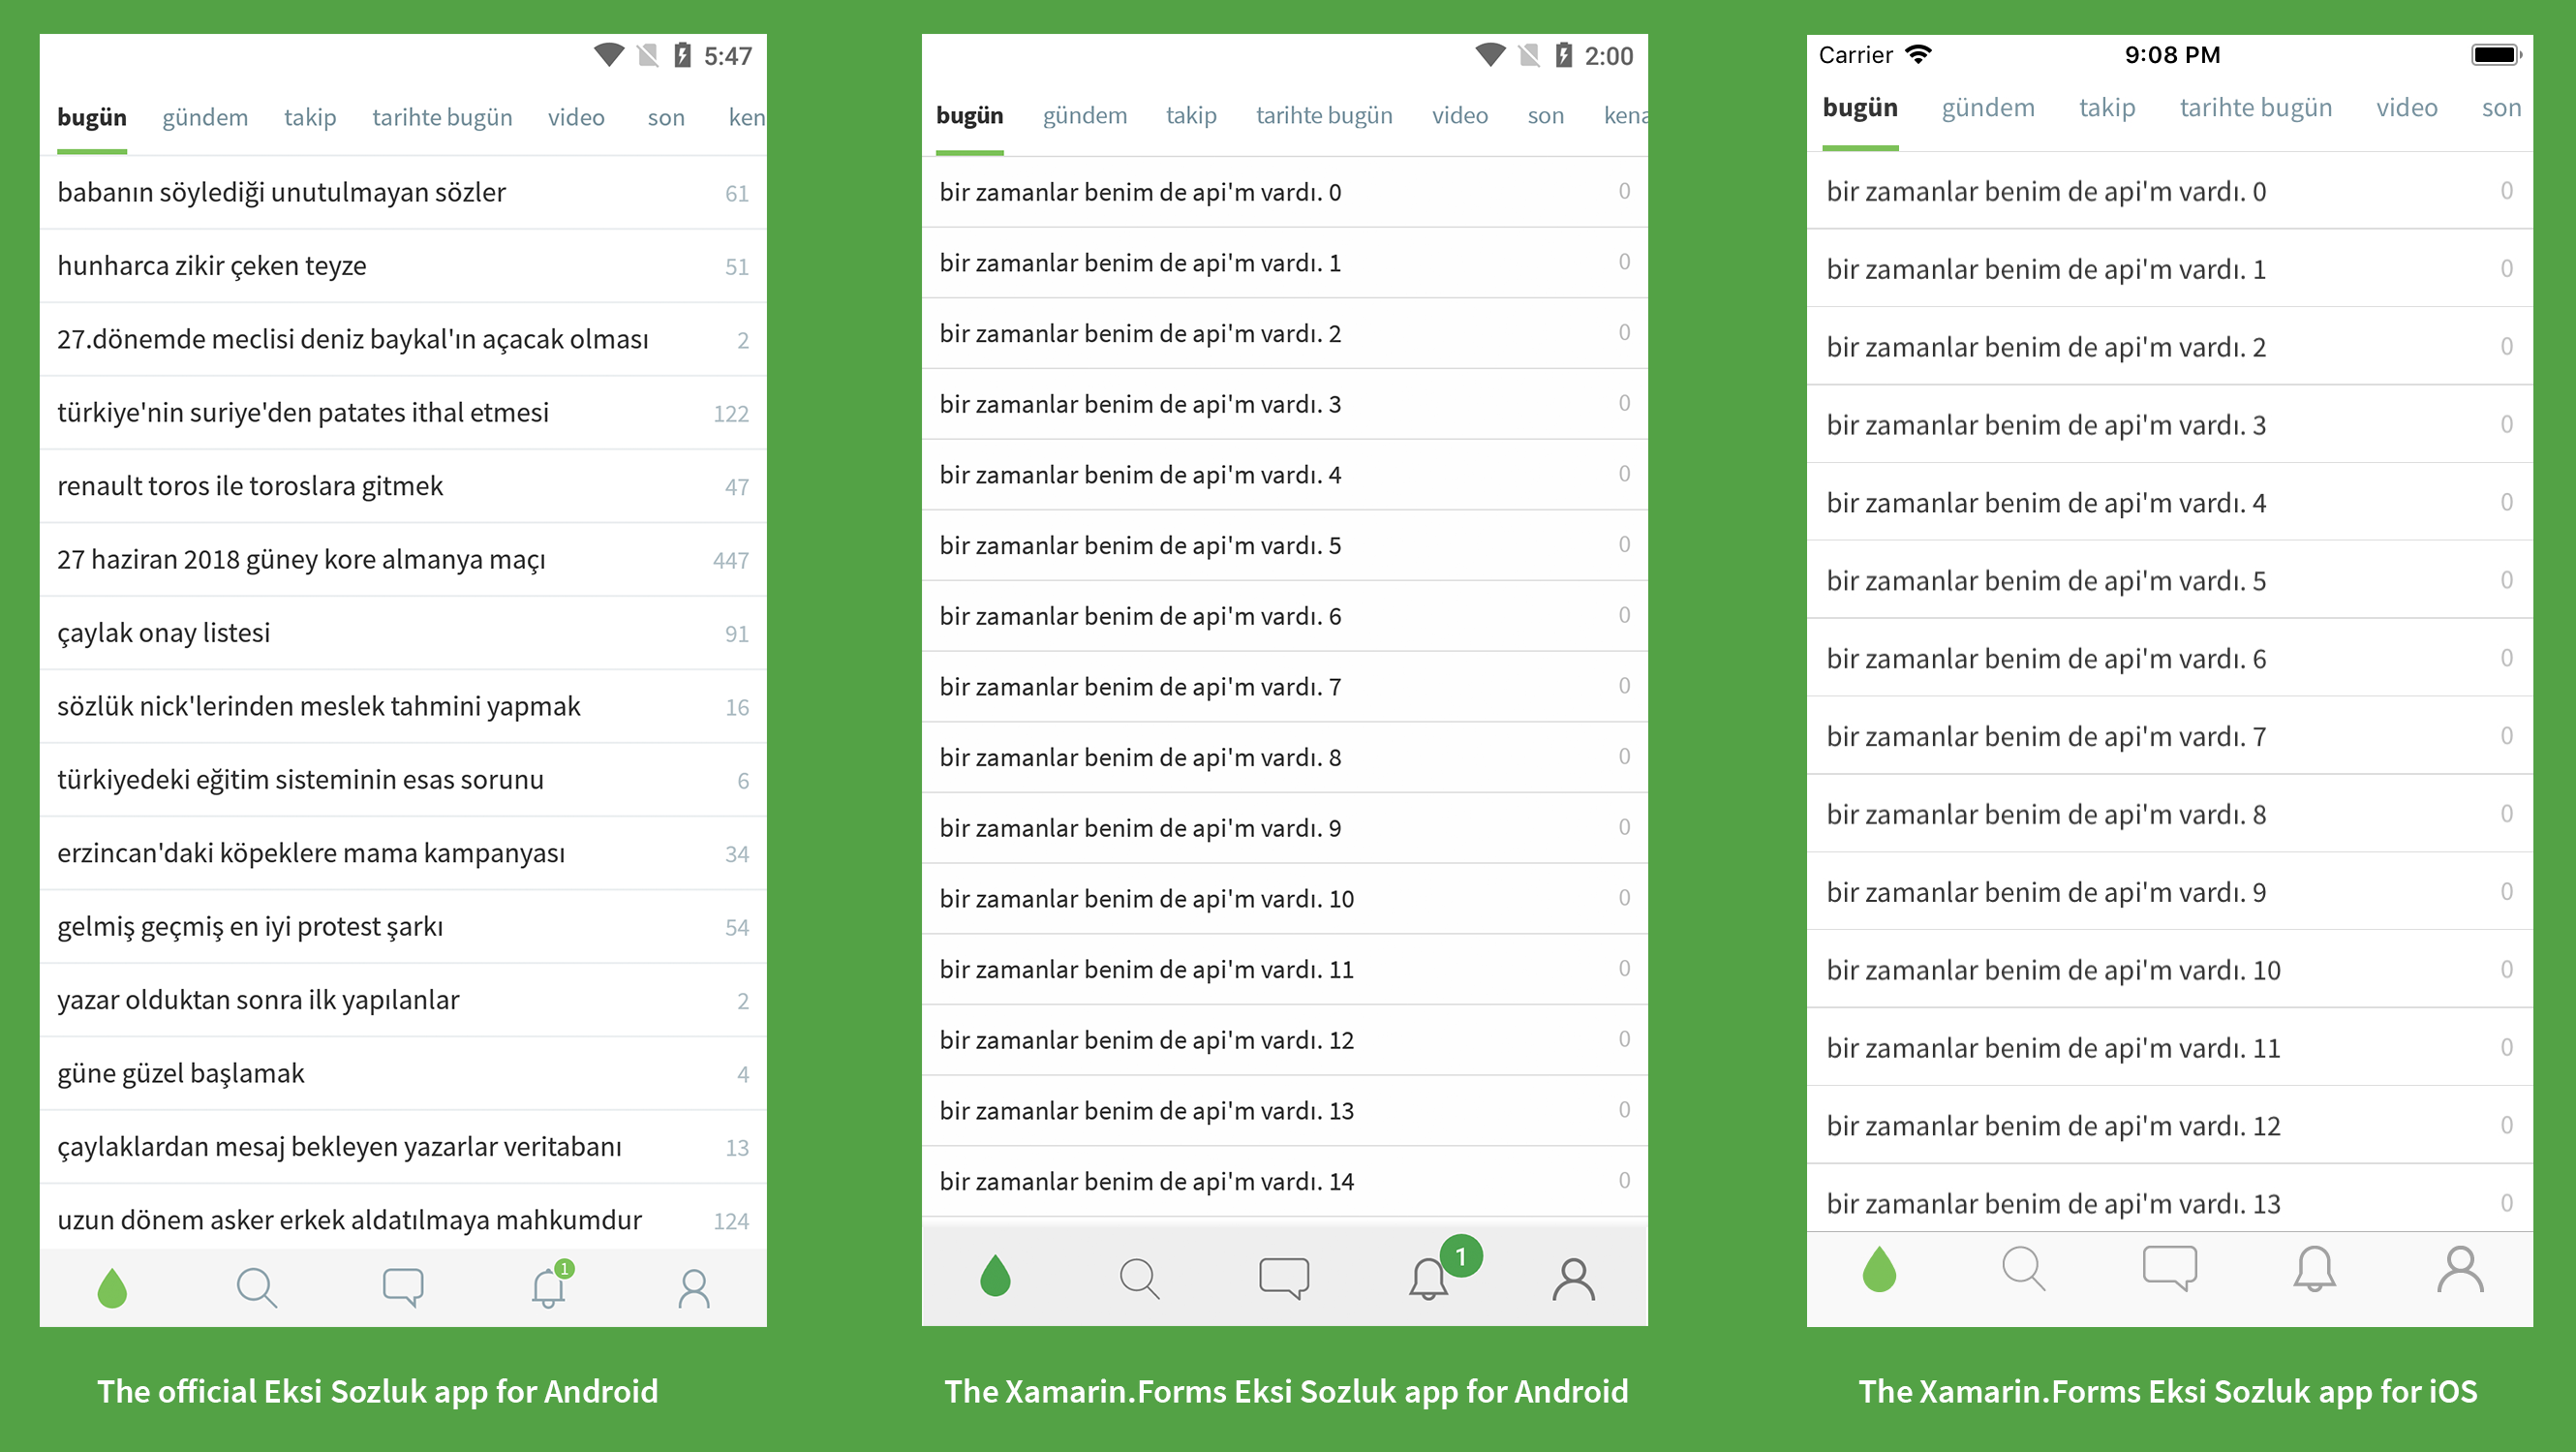 5:47
bugün gündem takip tarihte bugün video son ken
babanın söylediği unutulmayan sözler 61
hunharca zikir çeken teyze 51
27.dönemde meclisi deniz baykal'ın açacak olması 2
türkiye'nin suriye'den patates ithal etmesi 122
renault toros ile toroslara gitmek 47
27 haziran 2018 güney kore almanya maçı 447
çaylak onay listesi 91
sözlük nick'lerinden meslek tahmini yapmak 16
türkiyedeki eğitim sisteminin esas sorunu 6
erzincan'daki köpeklere mama kampanyası 34
gelmiş geçmiş en iyi protest şarkı 54
yazar olduktan sonra ilk yapılanlar 2
güne güzel başlamak 4
çaylaklardan mesaj bekleyen yazarlar veritabanı 13
uzun dönem asker erkek aldatılmaya mahkumdur 124
1
The official Eksi Sozluk app for Android
2:00
bugün gündem takip tarihte bugün video son kena
bir zamanlar benim de api'm vardı. 0 0
bir zamanlar benim de api'm vardı. 1 0
bir zamanlar benim de api'm vardı. 2 0
bir zamanlar benim de api'm vardı. 3 0
bir zamanlar benim de api'm vardı. 4 0
bir zamanlar benim de api'm vardı. 5 0
bir zamanlar benim de api'm vardı. 6 0
bir zamanlar benim de api'm vardı. 7 0
bir zamanlar benim de api'm vardı. 8 0
bir zamanlar benim de api'm vardı. 9 0
bir zamanlar benim de api'm vardı. 10 0
bir zamanlar benim de api'm vardı. 11 0
bir zamanlar benim de api'm vardı. 12 0
bir zamanlar benim de api'm vardı. 13 0
bir zamanlar benim de api'm vardı. 14 0
1
The Xamarin.Forms Eksi Sozluk app for Android
Carrier 9:08 PM
bugün gündem takip tarihte bugün video son
bir zamanlar benim de api'm vardı. 0 0
bir zamanlar benim de api'm vardı. 1 0
bir zamanlar benim de api'm vardı. 2 0
bir zamanlar benim de api'm vardı. 3 0
bir zamanlar benim de api'm vardı. 4 0
bir zamanlar benim de api'm vardı. 5 0
bir zamanlar benim de api'm vardı. 6 0
bir zamanlar benim de api'm vardı. 7 0
bir zamanlar benim de api'm vardı. 8 0
bir zamanlar benim de api'm vardı. 9 0
bir zamanlar benim de api'm vardı. 10 0
bir zamanlar benim de api'm vardı. 11 0
bir zamanlar benim de api'm vardı. 12 0
bir zamanlar benim de api'm vardı. 13 0
The Xamarin.Forms Eksi Sozluk app for iOS